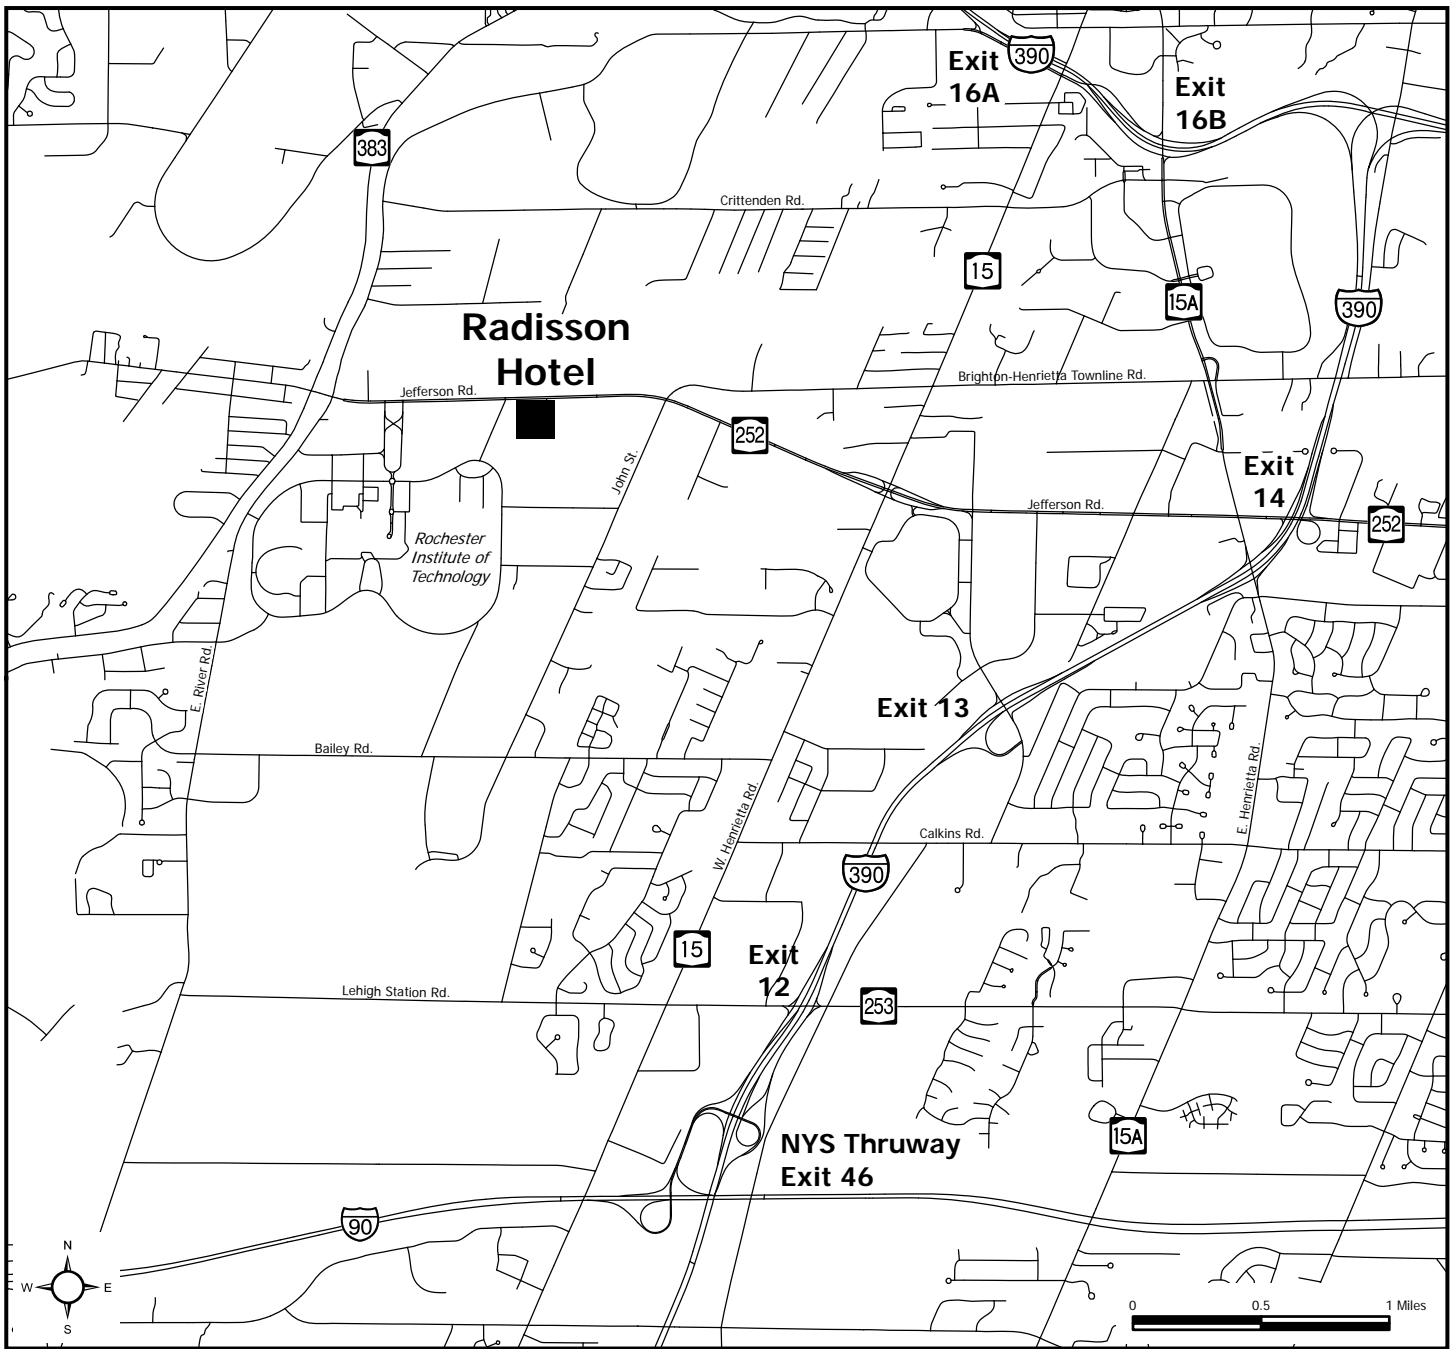 Exit
16A
390
Exit
16B
383
Crittenden Rd.
15
15A
390
Radisson
Hotel
Jefferson Rd.
Brighton-Henrietta Townline Rd.
252
John St.
Exit
14
Jefferson Rd.
252
Rochester
Institute of
Technology
E. River Rd.
Exit 13
Bailey Rd.
W. Henrietta Rd.
E. Henrietta Rd.
Calkins Rd.
390
15
Exit
12
Lehigh Station Rd.
253
15A
NYS Thruway
Exit 46
90
N
W E
S
0 0.5 1 Miles